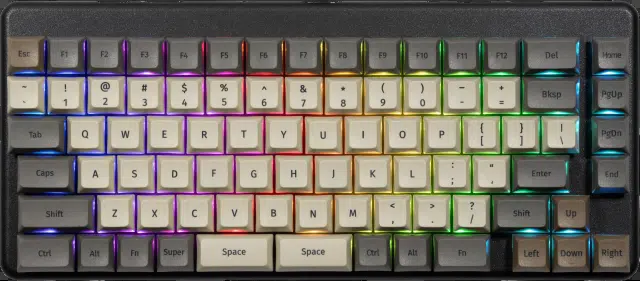 Esc F1 F2 F3 F4 F5 F6 F7 F8 F9 F10 F11 F12 Del Home
~ ! @ # $ % ^ & * ( ) - +
` 1 2 3 4 5 6 7 8 9 0 = Bksp PgUp
Tab Q W E R T Y U I O P { } | PgDn
[ ] \
Caps A S D F G H J K L : " Enter End
; '
Shift Z X C V B N M < > ? Shift Up
, . /
Ctrl Alt Fn Super Space Space Ctrl Alt Fn Left Down Right